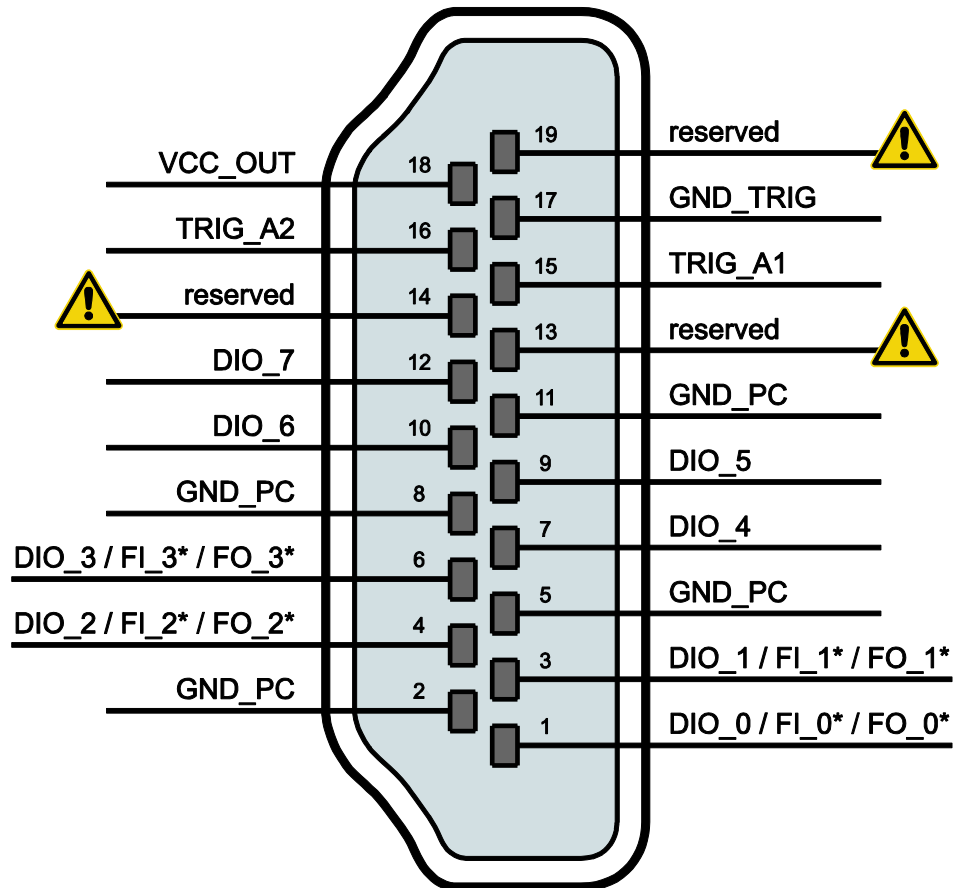 19 reserved
VCC_OUT 18
17 GND_TRIG
TRIG_A2 16
15 TRIG_A1
reserved 14
13 reserved
DIO_7 12
11 GND_PC
DIO_6 10
9 DIO_5
GND_PC 8
7 DIO_4
DIO_3 / FI_3* / FO_3* 6
5 GND_PC
DIO_2 / FI_2* / FO_2* 4
3 DIO_1 / FI_1* / FO_1*
GND_PC 2
1 DIO_0 / FI_0* / FO_0*